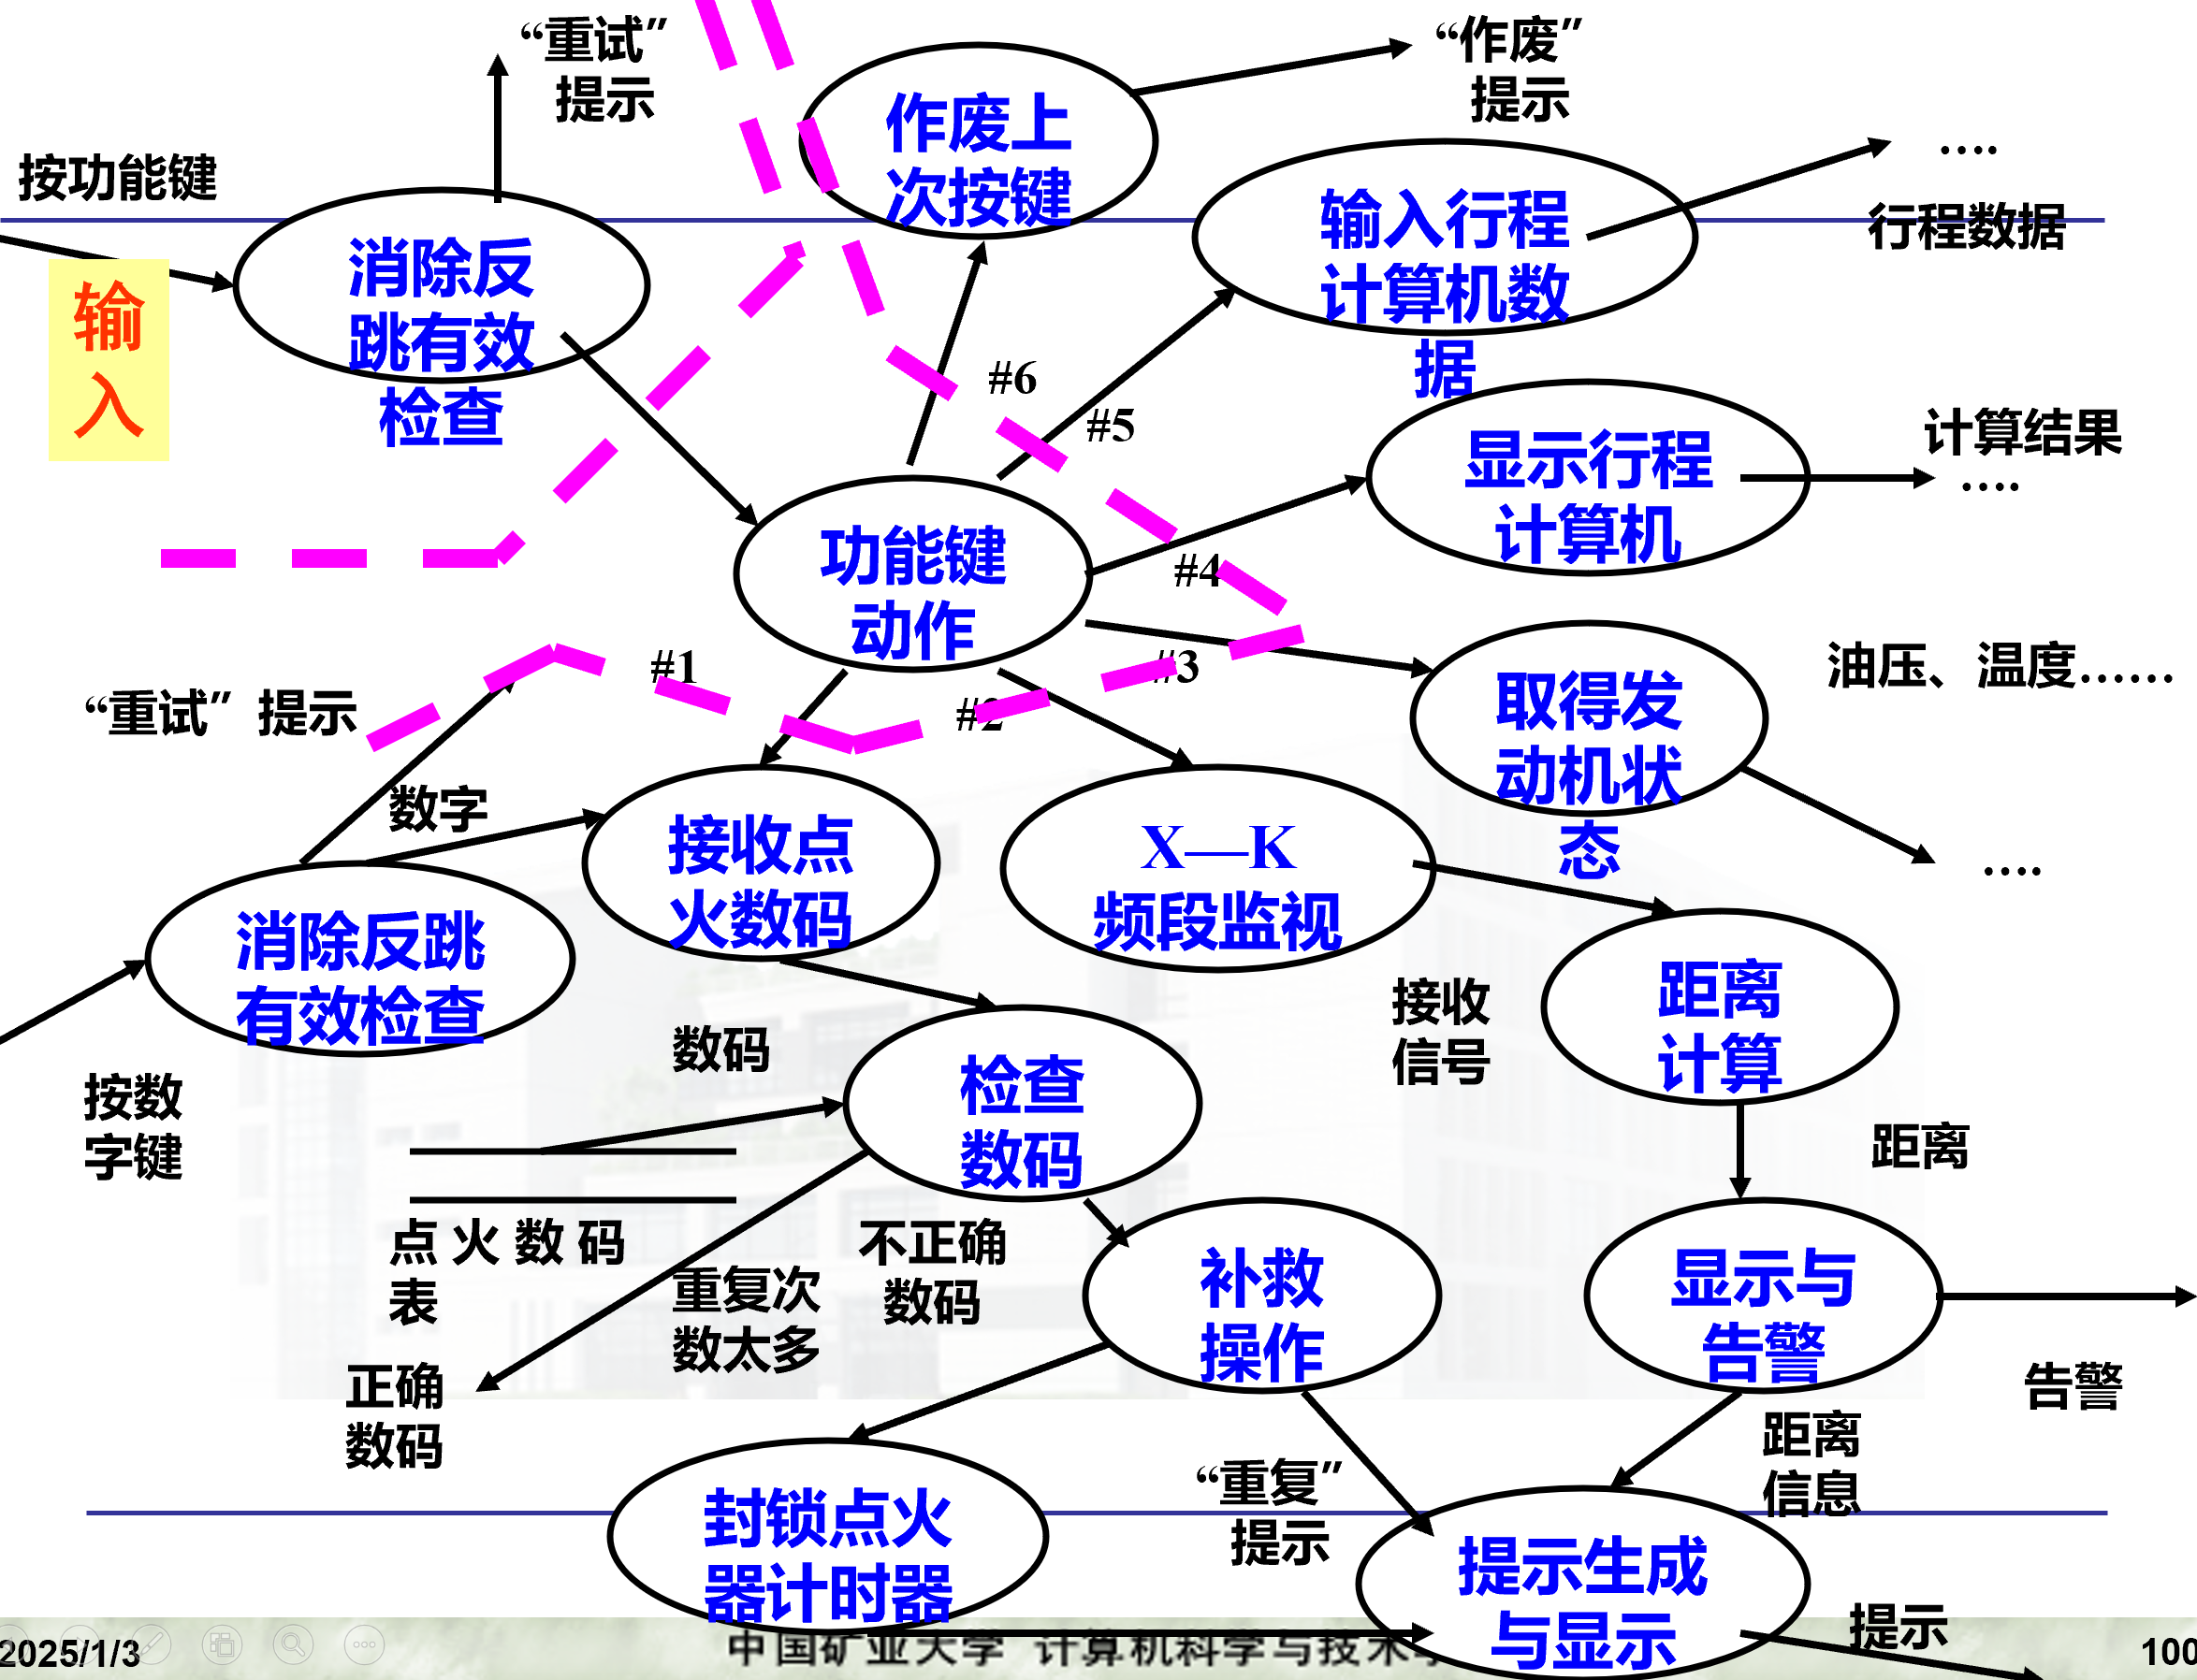 “重试”
提示
“作废”
提示
按功能键
作废上
次按键
....
行程数据
输
入
消除反
跳有效
检查
输入行程
计算机数
据
#6
#5
计算结果
....
显示行程
计算机
功能键
动作
#4
#1
#3
#2
油压、温度……
“重试” 提示
取得发
动机状
态
数字
接收点
火数码
X—K
频段监视
....
消除反跳
有效检查
数码
接收
信号
距离
计算
按数
字键
检查
数码
距离
点火数码
表
重复次
数太多
不正确
数码
补救
操作
显示与
告警
正确
数码
告警
距离
信息
封锁点火
器计时器
“重复”
提示
提示生成
与显示
提示
2025/1/3
中国矿业大学 计算机科学与技术
100